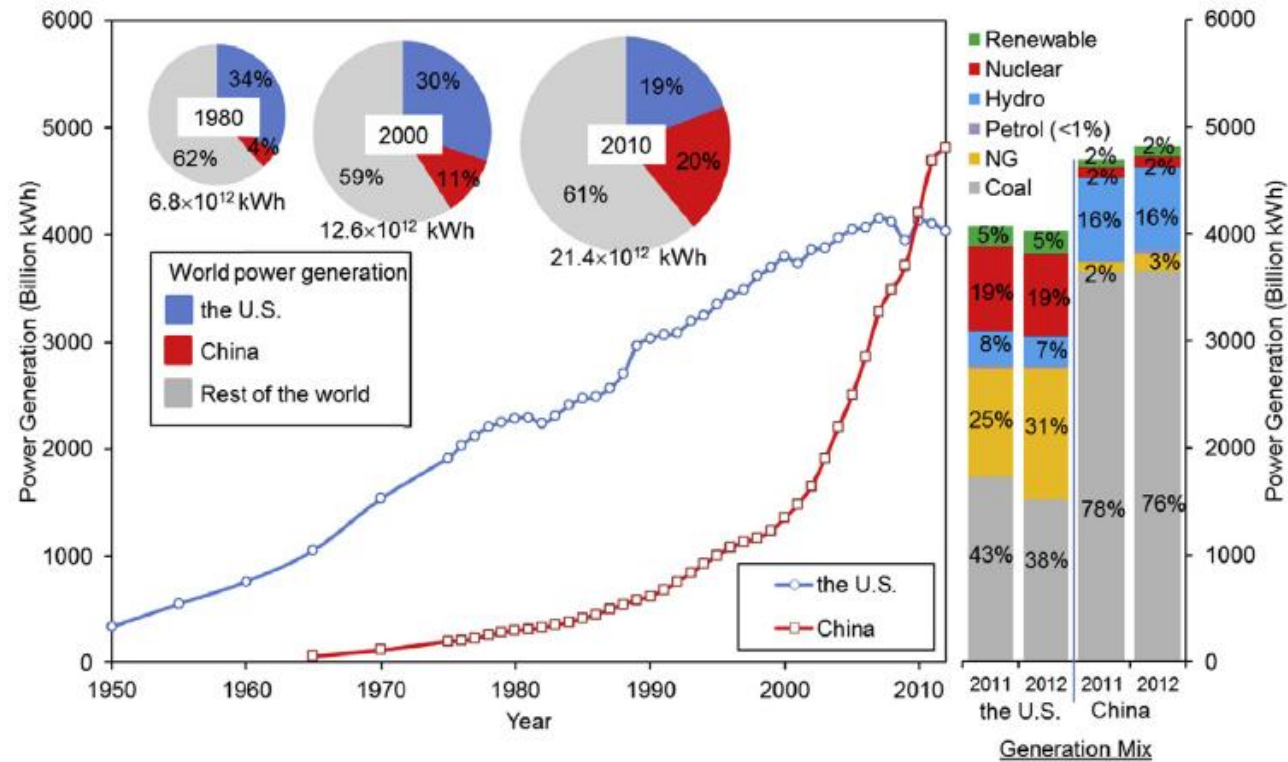 Power Generation (Billion kWh)
6000
5000
4000
3000
2000
1000
0
1950
1960
1970
1980
1990
2000
2010
Year
34%
1980
4%
62%
6.8×10¹² kWh
30%
2000
11%
59%
12.6×10¹² kWh
19%
2010
20%
61%
21.4×10¹² kWh
World power generation
the U.S.
China
Rest of the world
the U.S.
China
Renewable
Nuclear
Hydro
Petrol (<1%)
NG
Coal
5%
19%
8%
25%
43%
5%
19%
7%
31%
38%
2%
2%
16%
2%
78%
2%
2%
16%
3%
76%
2011
2012
2011
2012
the U.S.
China
Generation Mix
6000
5000
4000
3000
2000
1000
0
Power Generation (Billion kWh)